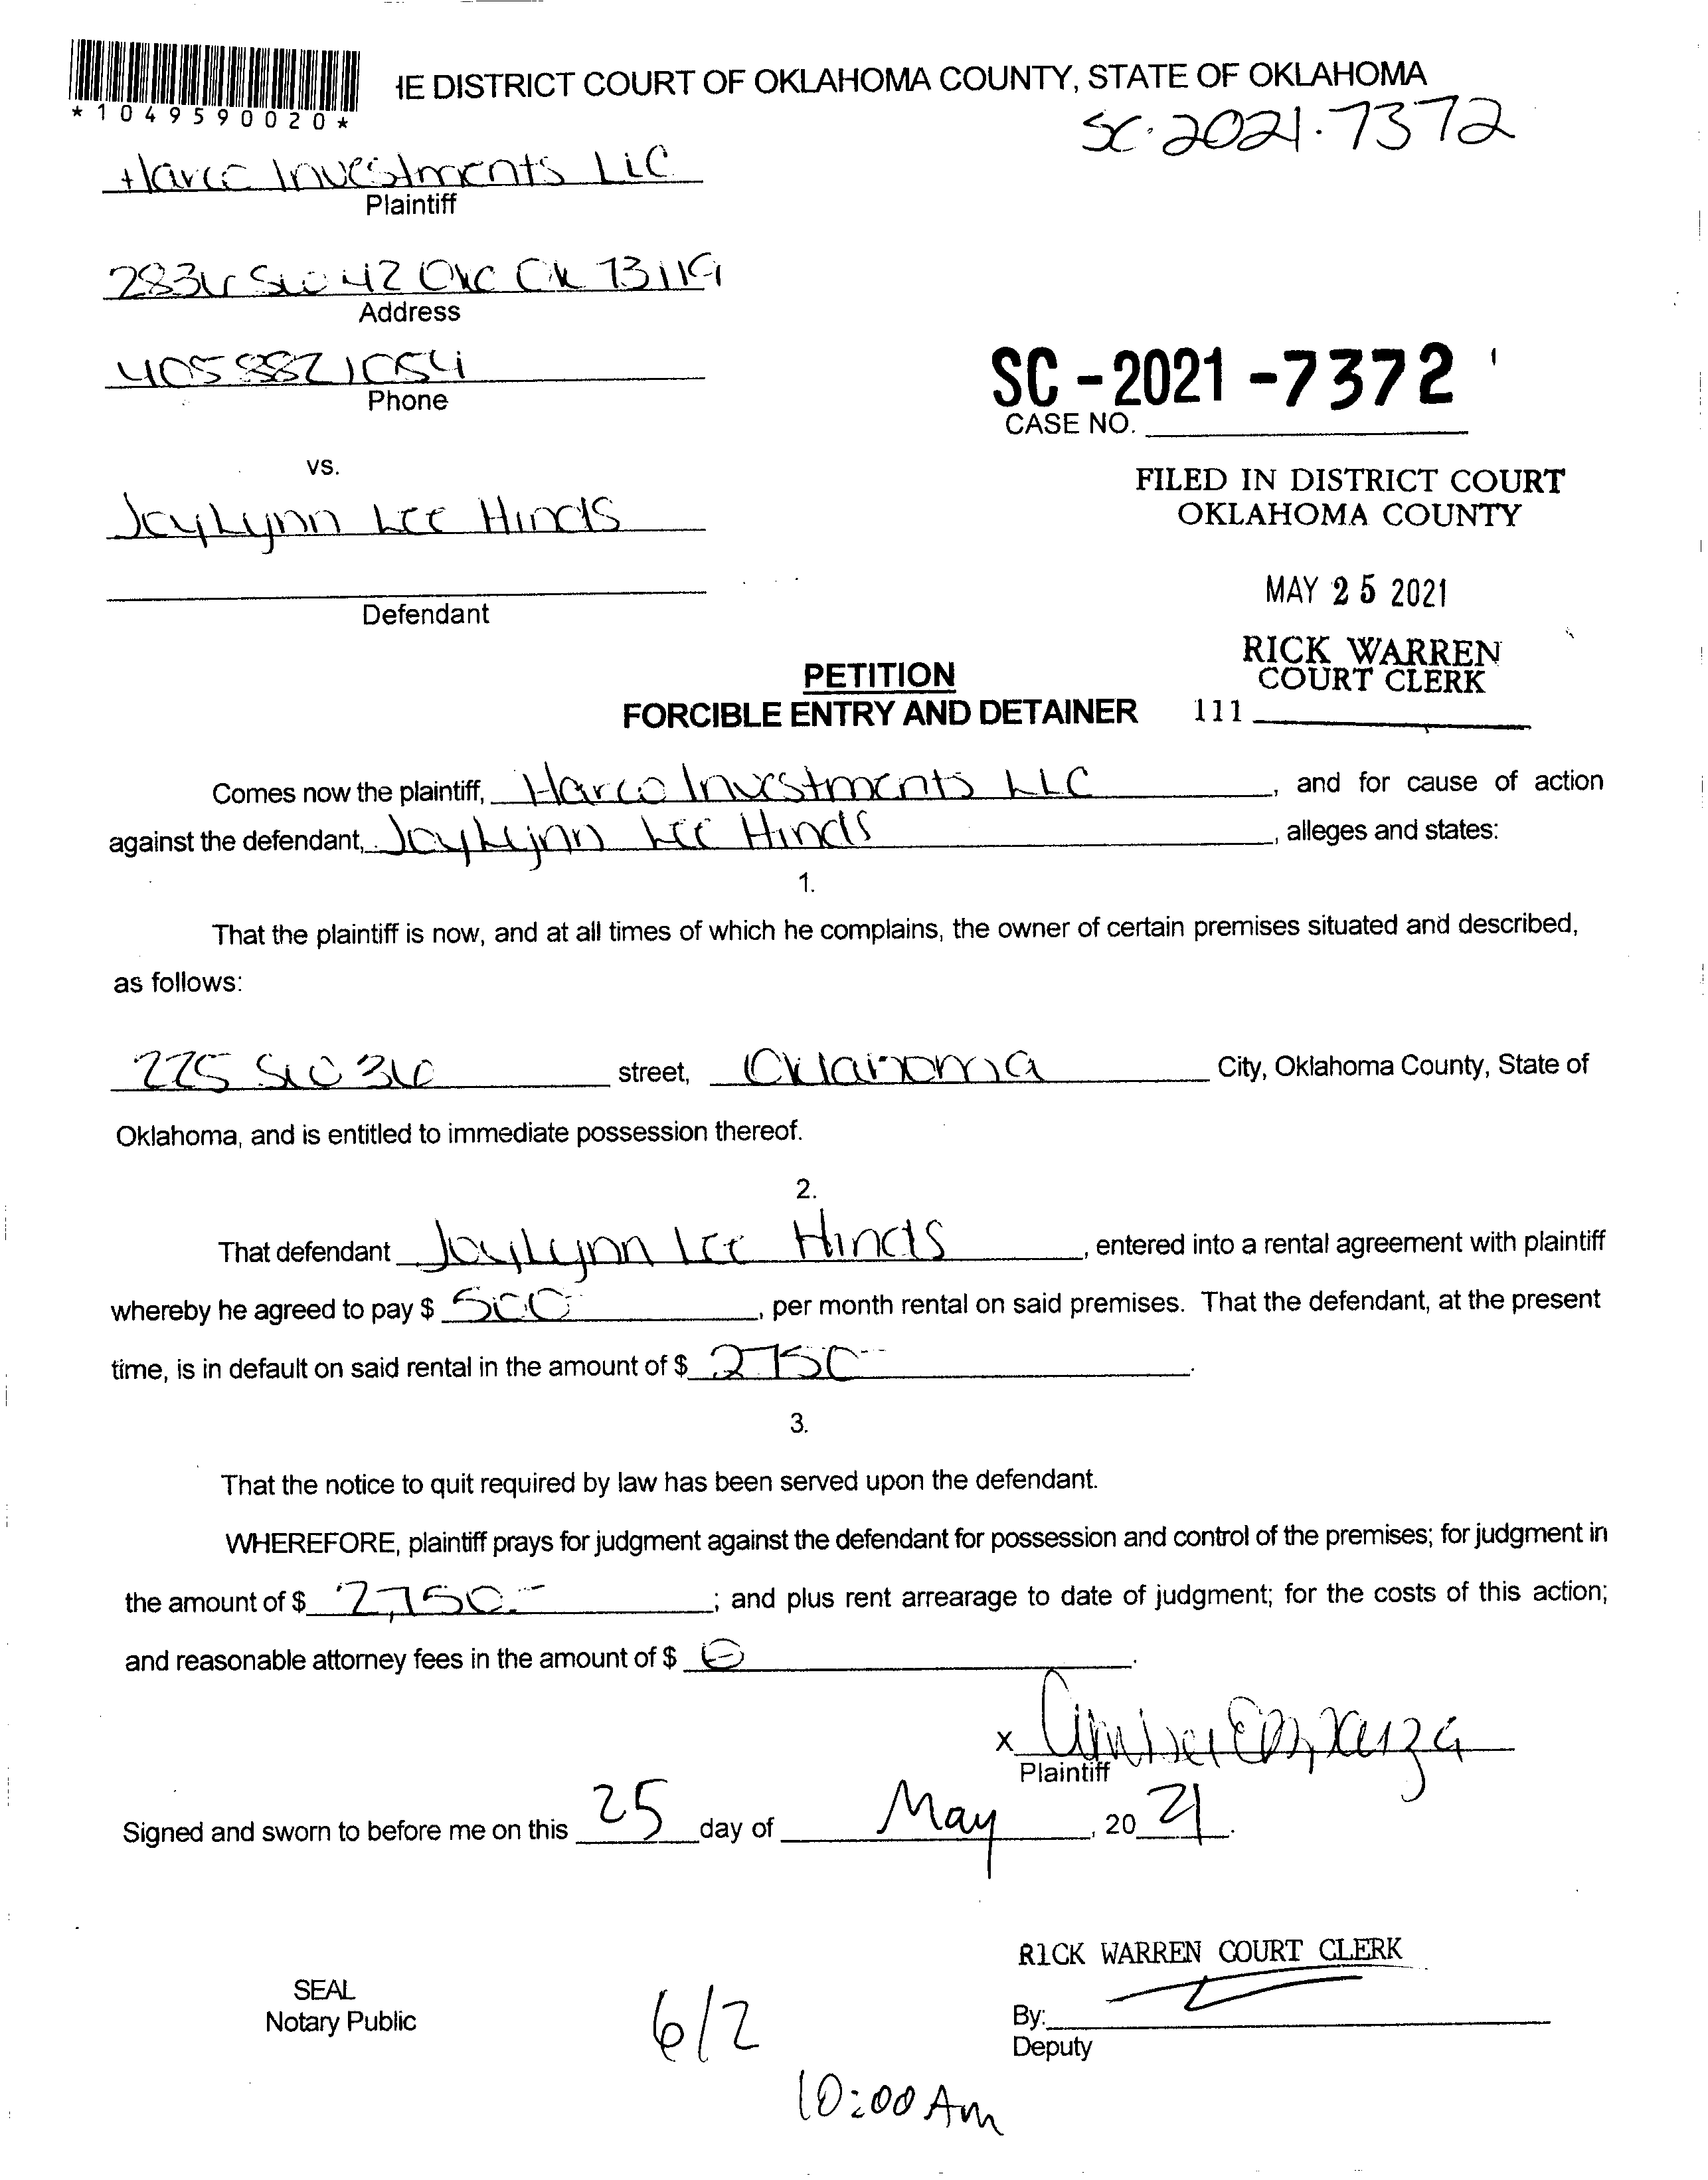 *1049590020*
IE DISTRICT COURT OF OKLAHOMA COUNTY, STATE OF OKLAHOMA
SC-2021-7372
Harco Investments LLC
Plaintiff
2836 SW 42 OKC OK 73119
Address
4058821054
Phone
SC-2021-7372
CASE NO.
vs.
FILED IN DISTRICT COURT
OKLAHOMA COUNTY
JayLynn Lee Hinds
MAY 25 2021
Defendant
RICK WARREN
COURT CLERK
PETITION
FORCIBLE ENTRY AND DETAINER
111
Comes now the plaintiff, Harco Investments LLC, and for cause of action
against the defendant, JayLynn Lee Hinds, alleges and states:
1.
That the plaintiff is now, and at all times of which he complains, the owner of certain premises situated and described,
as follows:
225 SW 36 street, Oklahoma City, Oklahoma County, State of
Oklahoma, and is entitled to immediate possession thereof.
2.
That defendant JayLynn Lee Hinds, entered into a rental agreement with plaintiff
whereby he agreed to pay $ 500, per month rental on said premises. That the defendant, at the present
time, is in default on said rental in the amount of $ 2750.
3.
That the notice to quit required by law has been served upon the defendant.
WHEREFORE, plaintiff prays for judgment against the defendant for possession and control of the premises; for judgment in
the amount of $ 2,750.-; and plus rent arrearage to date of judgment; for the costs of this action;
and reasonable attorney fees in the amount of $ 0.
x
Plaintiff
Signed and sworn to before me on this 25 day of May, 20 21.
RICK WARREN COURT CLERK
SEAL
Notary Public
By:
Deputy
6/2
10:00 Am